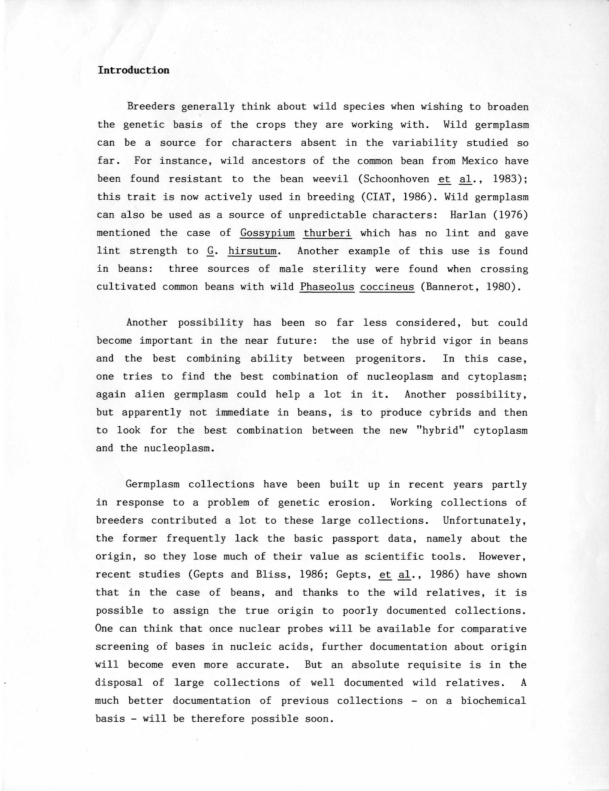 Introduction
Breeders generally think about wild species when wishing to broaden
the genetic basis of the crops they are working with. Wild germplasm
can be a source for characters absent in the variability studied so
far. For instance, wild ancestors of the common bean from Mexico have
been found resistant to the bean weevil (Schoonhoven et al., 1983);
this trait is now actively used in breeding (CIAT, 1986). Wild germplasm
can also be used as a source of unpredictable characters: Harlan (1976)
mentioned the case of Gossypium thurberi which has no lint and gave
lint strength to G. hirsutum. Another example of this use is found
in beans: three sources of male sterility were found when crossing
cultivated common beans with wild Phaseolus coccineus (Bannerot, 1980).
Another possibility has been so far less considered, but could
become important in the near future: the use of hybrid vigor in beans
and the best combining ability between progenitors. In this case,
one tries to find the best combination of nucleoplasm and cytoplasm;
again alien germplasm could help a lot in it. Another possibility,
but apparently not immediate in beans, is to produce cybrids and then
to look for the best combination between the new "hybrid" cytoplasm
and the nucleoplasm.
Germplasm collections have been built up in recent years partly
in response to a problem of genetic erosion. Working collections of
breeders contributed a lot to these large collections. Unfortunately,
the former frequently lack the basic passport data, namely about the
origin, so they lose much of their value as scientific tools. However,
recent studies (Gepts and Bliss, 1986; Gepts, et al., 1986) have shown
that in the case of beans, and thanks to the wild relatives, it is
possible to assign the true origin to poorly documented collections.
One can think that once nuclear probes will be available for comparative
screening of bases in nucleic acids, further documentation about origin
will become even more accurate. But an absolute requisite is in the
disposal of large collections of well documented wild relatives. A
much better documentation of previous collections - on a biochemical
basis - will be therefore possible soon.